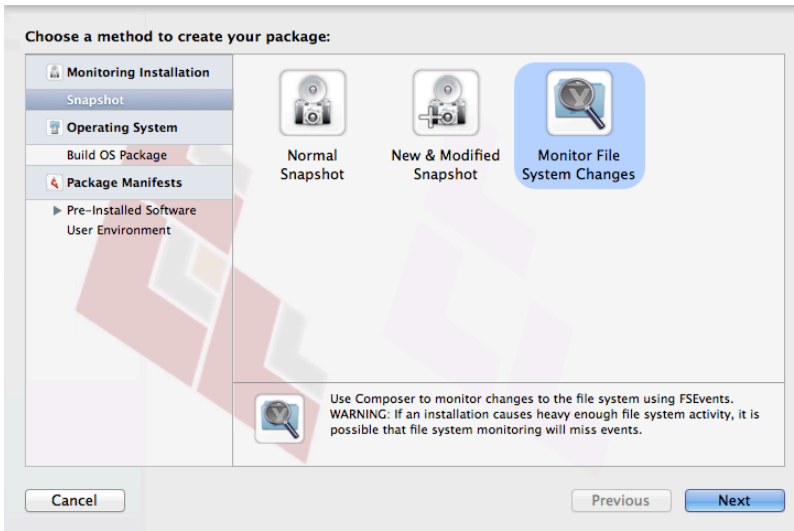 Choose a method to create your package:
Monitoring Installation
Snapshot
Operating System
Build OS Package
Package Manifests
Pre-Installed Software
User Environment
Normal
Snapshot
New & Modified
Snapshot
Monitor File
System Changes
Use Composer to monitor changes to the file system using FSEvents.
WARNING: If an installation causes heavy enough file system activity, it is
possible that file system monitoring will miss events.
Cancel
Previous
Next